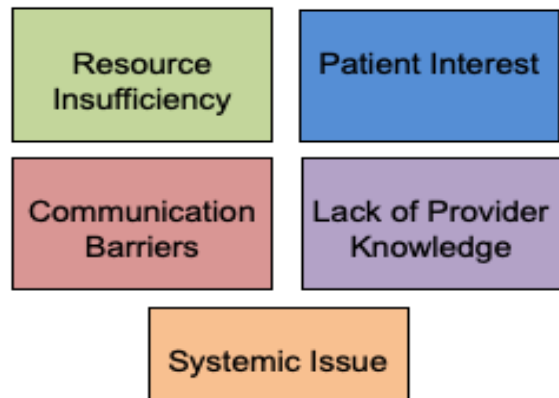 Resource
Insufficiency
Patient Interest
Communication
Barriers
Lack of Provider
Knowledge
Systemic Issue